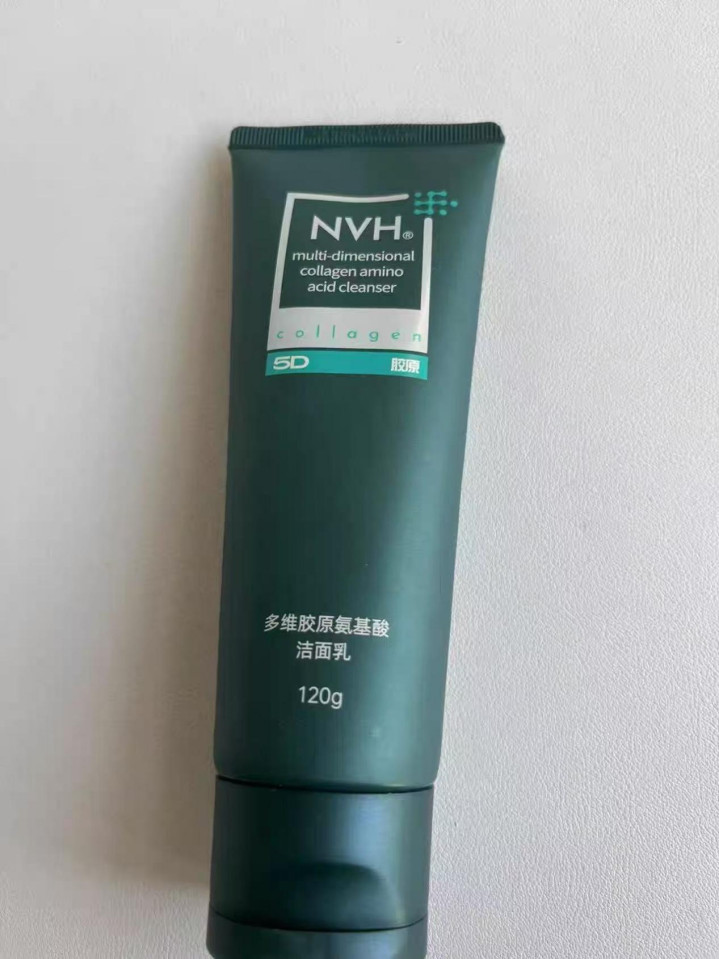 NVH®
multi-dimensional
collagen amino
acid cleanser
collagen
5D 胶原
多维胶原氨基酸
洁面乳
120g